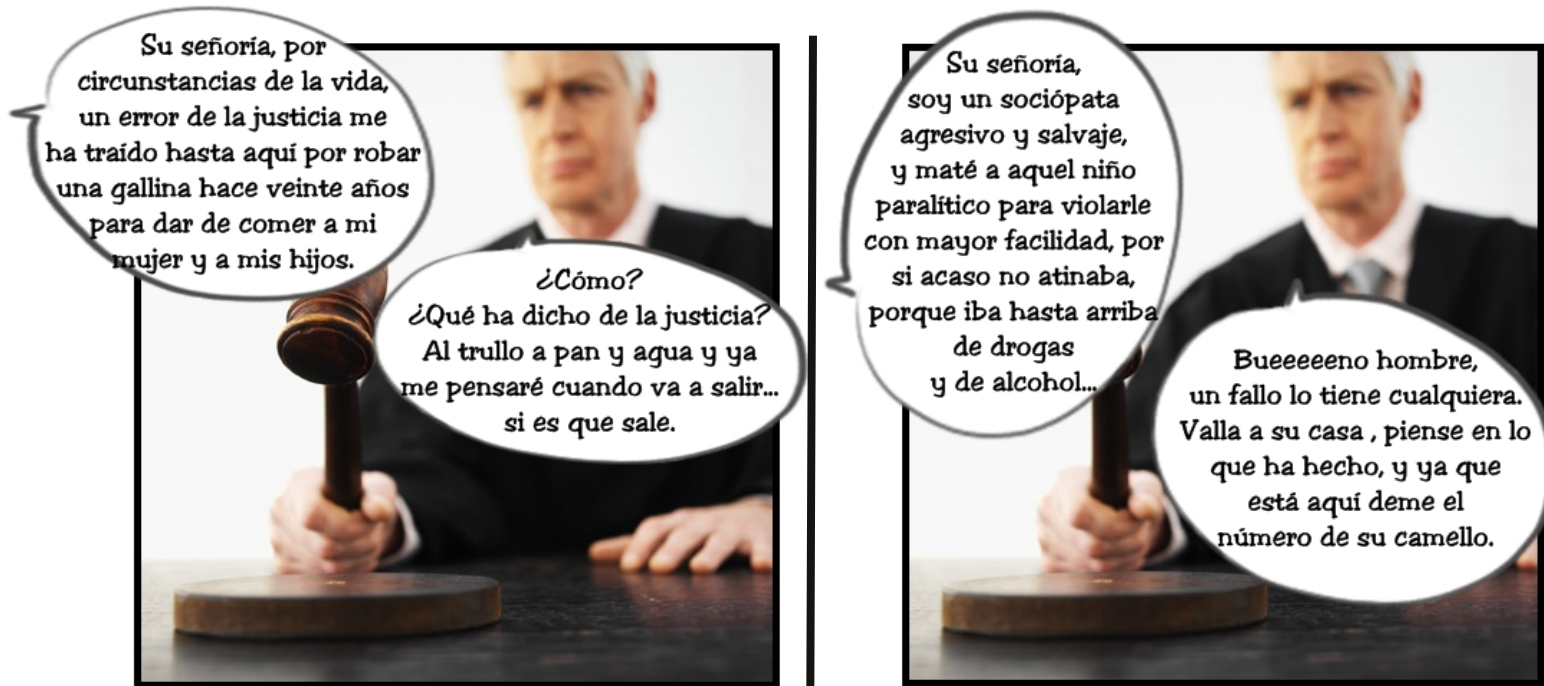 Su señoría, por
circunstancias de la vida,
un error de la justicia me
ha traído hasta aquí por robar
una gallina hace veinte años
para dar de comer a mi
mujer y a mis hijos.
¿Cómo?
¿Qué ha dicho de la justicia?
Al trullo a pan y agua y ya
me pensaré cuando va a salir...
si es que sale.
Su señoría,
soy un sociópata
agresivo y salvaje,
y maté a aquel niño
paralítico para violarle
con mayor facilidad, por
si acaso no atinaba,
porque iba hasta arriba
de drogas
y de alcohol...
Bueeeeeno hombre,
un fallo lo tiene cualquiera.
Valla a su casa , piense en lo
que ha hecho, y ya que
está aquí deme el
número de su camello.